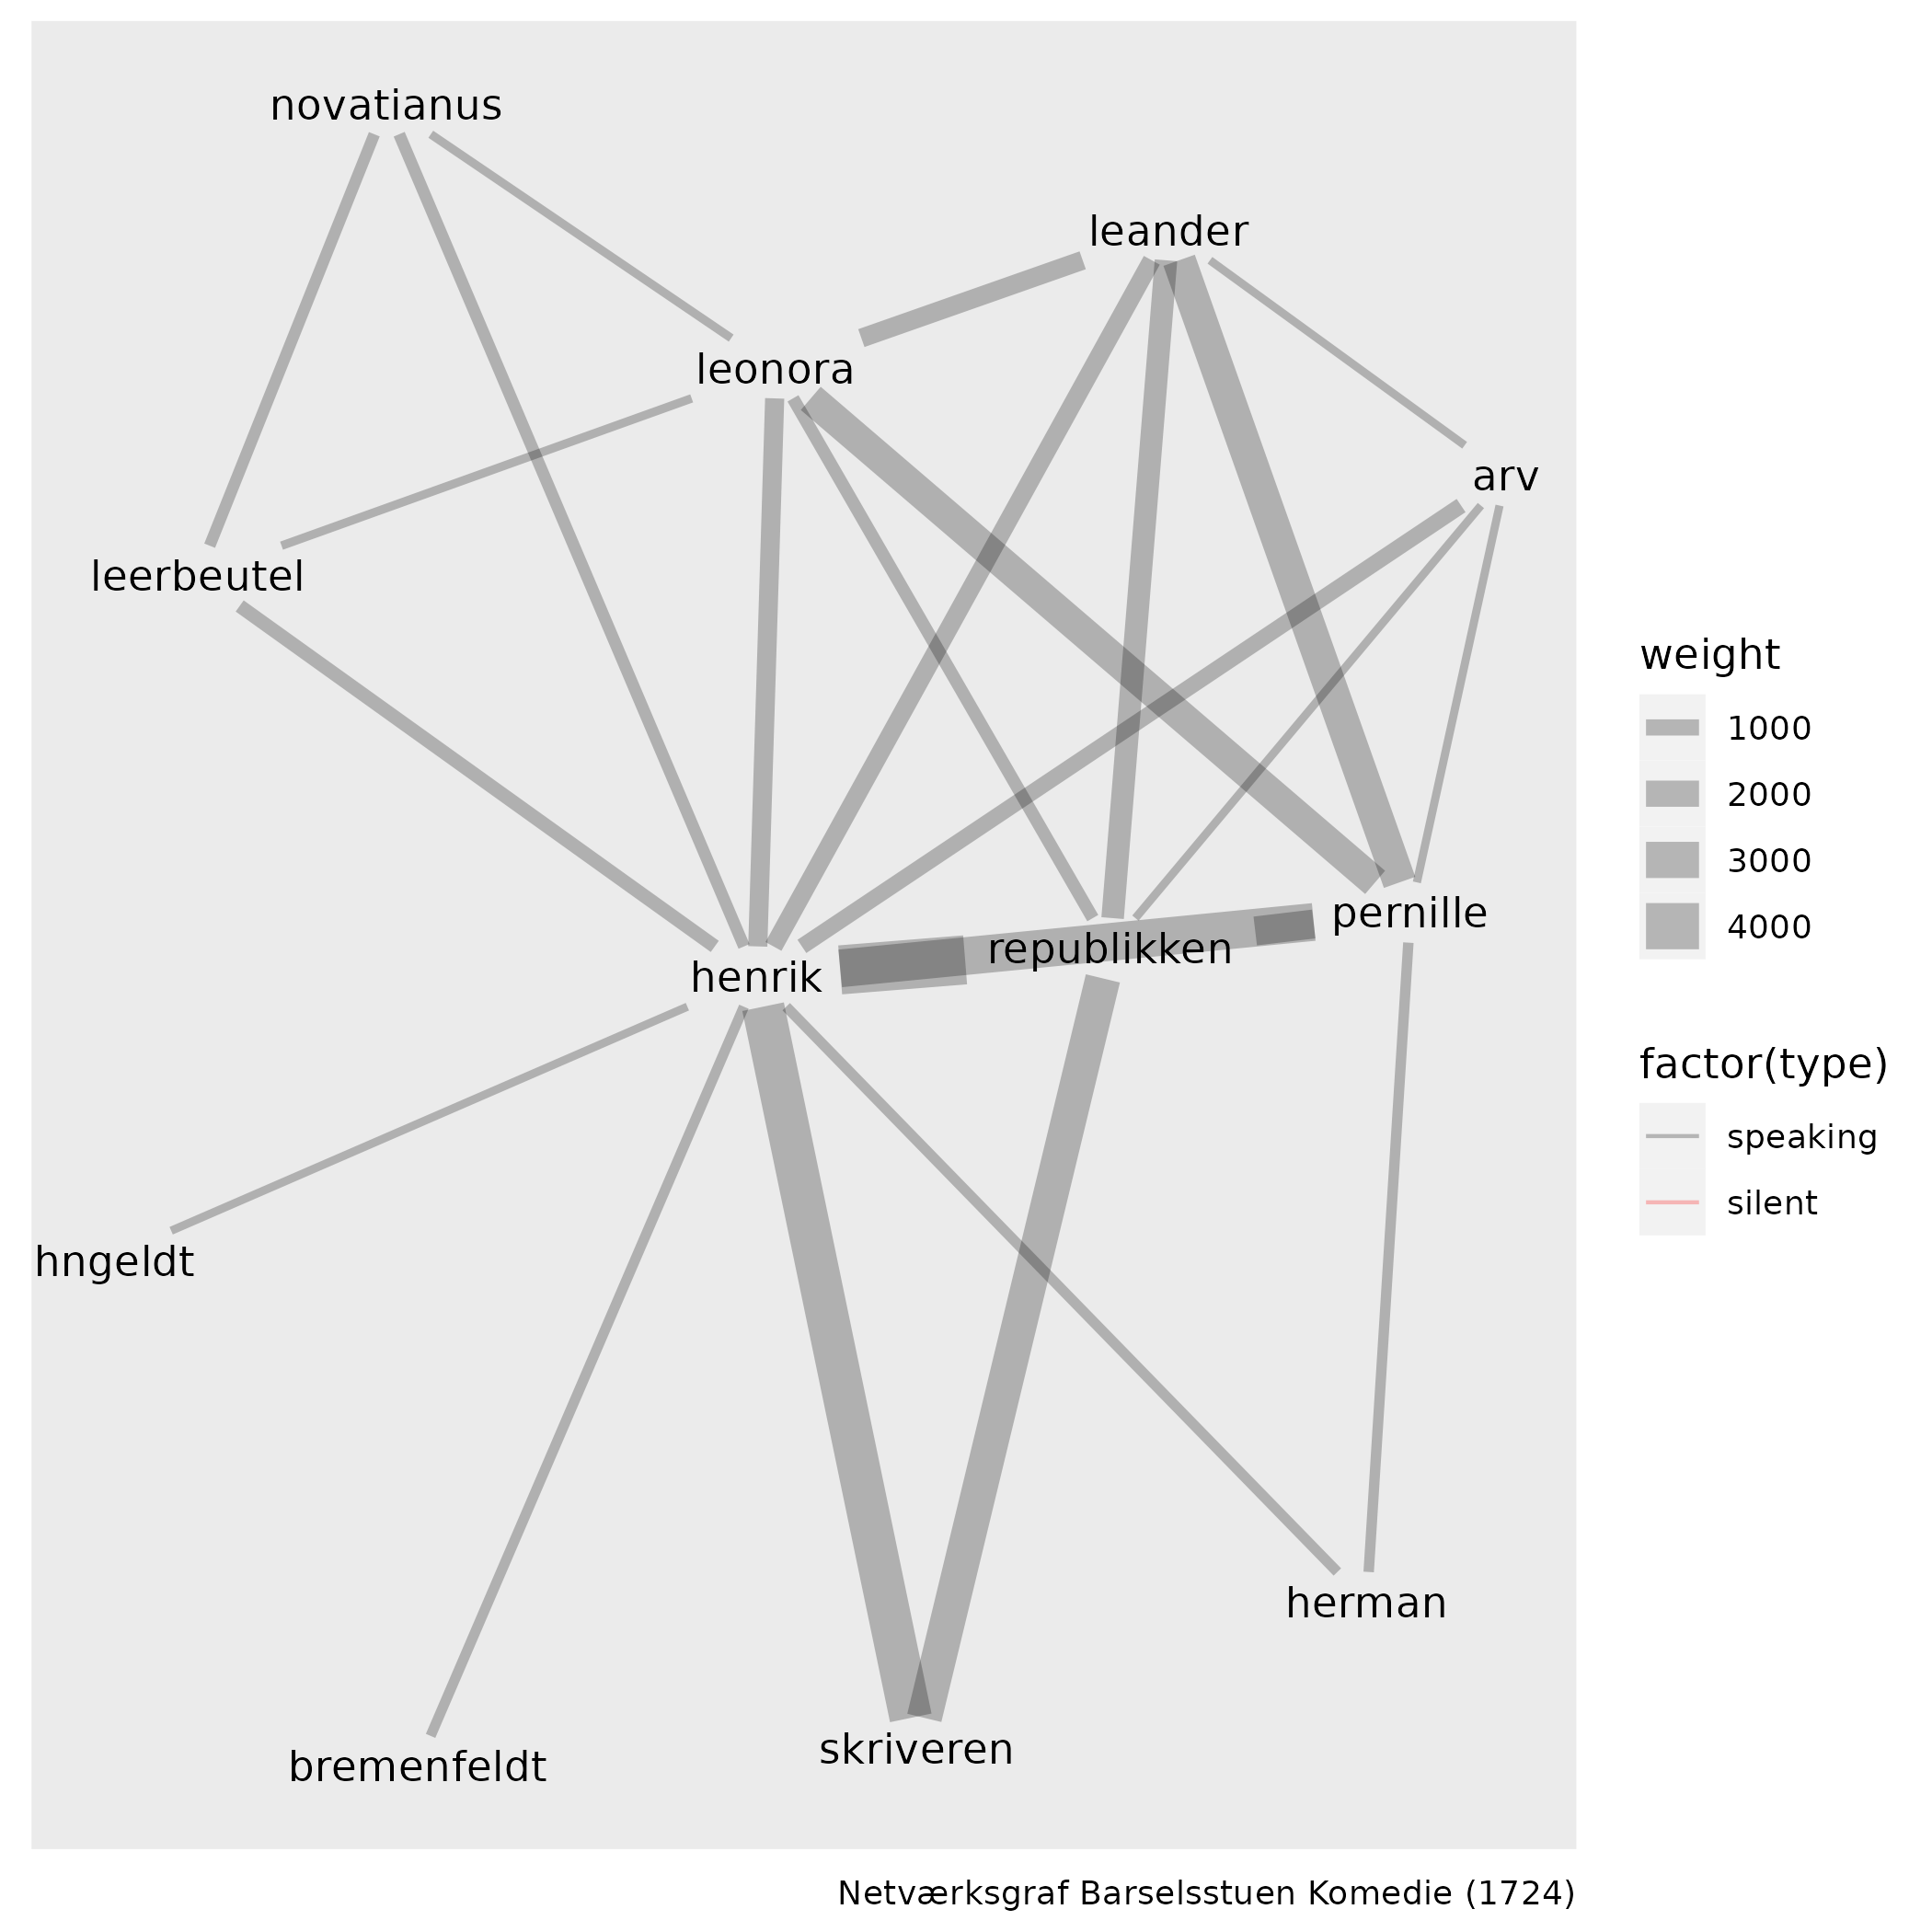 novatianus
leander
leonora
arv
leerbeutel
pernille
republikken
henrik
hngeldt
herman
skriveren
bremenfeldt
weight
1000
2000
3000
4000
factor(type)
speaking
silent
Netværksgraf Barselsstuen Komedie (1724)